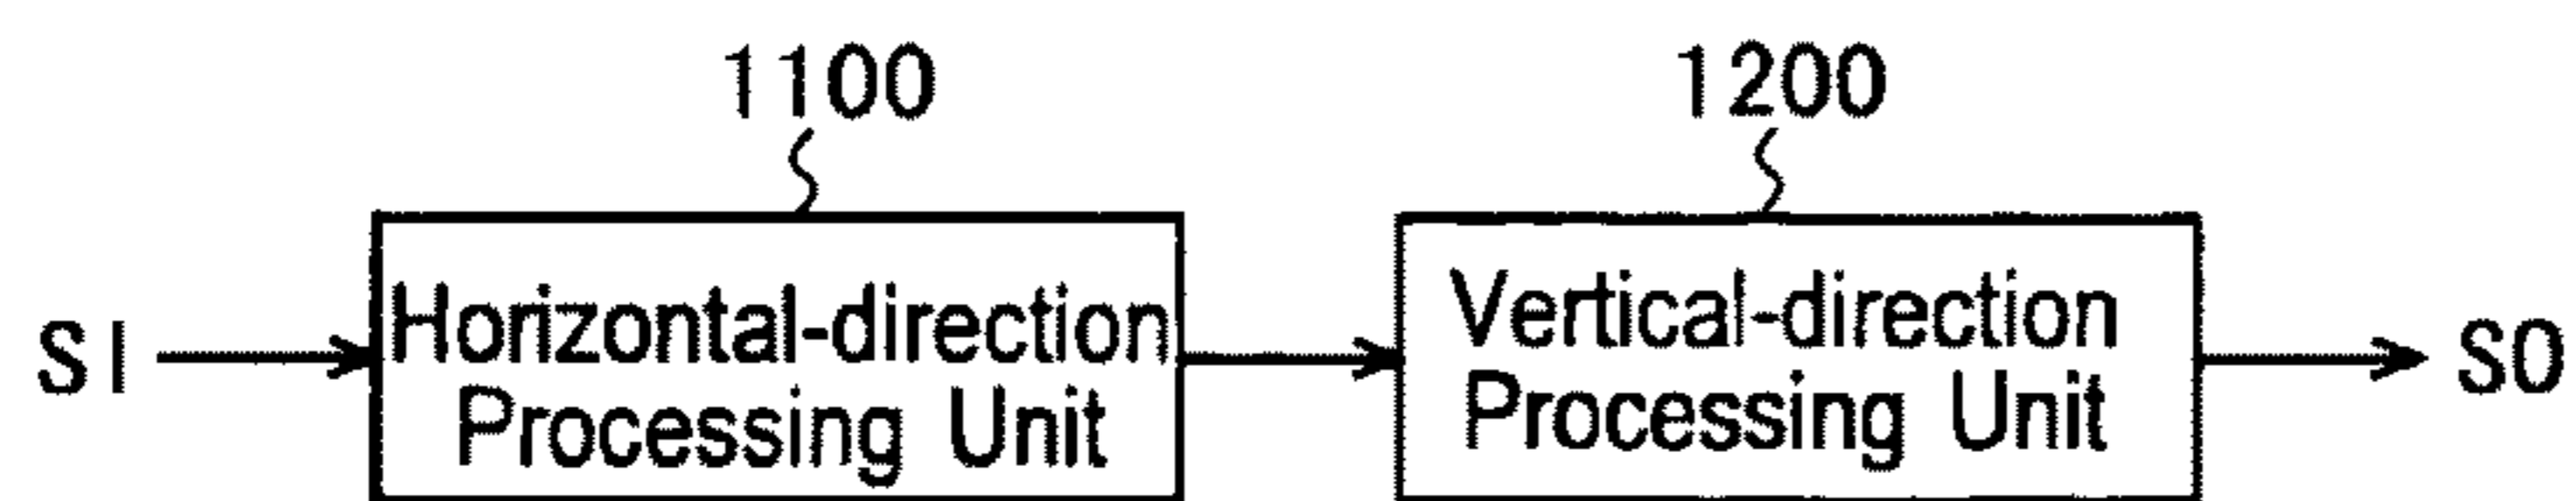 1100
1200
SI
Horizontal-direction
Processing Unit
Vertical-direction
Processing Unit
SO